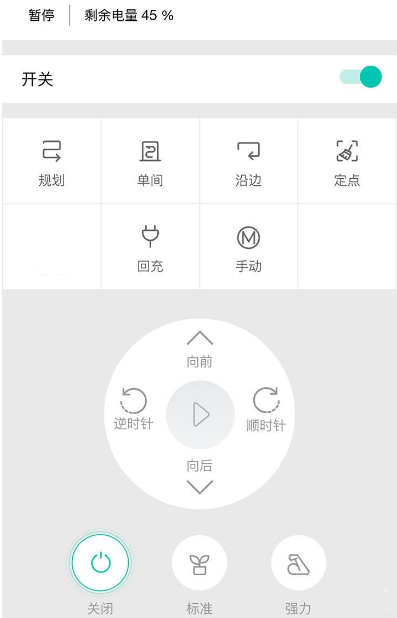 暂停 剩余电量 45 %
开关
规划 单间 沿边 定点
回充 手动
向前
逆时针 顺时针
向后
关闭 标准 强力